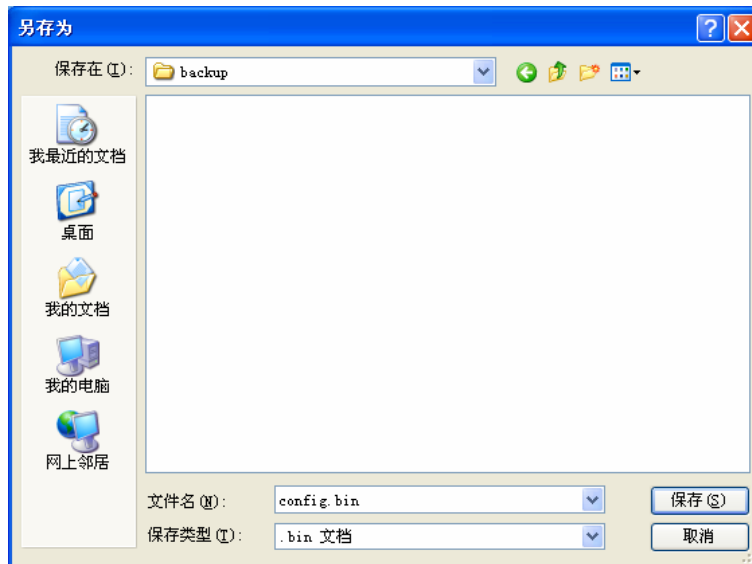 另存为
保存在(I):
backup
我最近的文档
桌面
我的文档
我的电脑
网上邻居
文件名(N):
config.bin
保存(S)
保存类型(T):
.bin 文档
取消